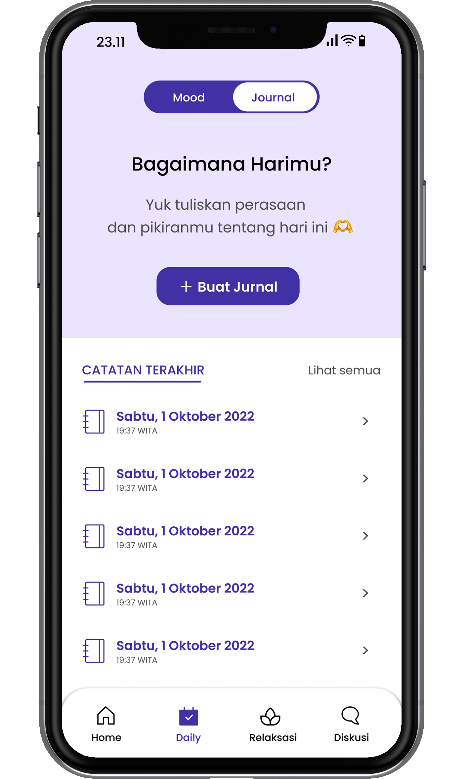 23.11
Mood Journal
Bagaimana Harimu?
Yuk tuliskan perasaan
dan pikiranmu tentang hari ini 🫶
+ Buat Jurnal
CATATAN TERAKHIR Lihat semua
Sabtu, 1 Oktober 2022
19:37 WITA
Sabtu, 1 Oktober 2022
19:37 WITA
Sabtu, 1 Oktober 2022
19:37 WITA
Sabtu, 1 Oktober 2022
19:37 WITA
Sabtu, 1 Oktober 2022
19:37 WITA
Home Daily Relaksasi Diskusi